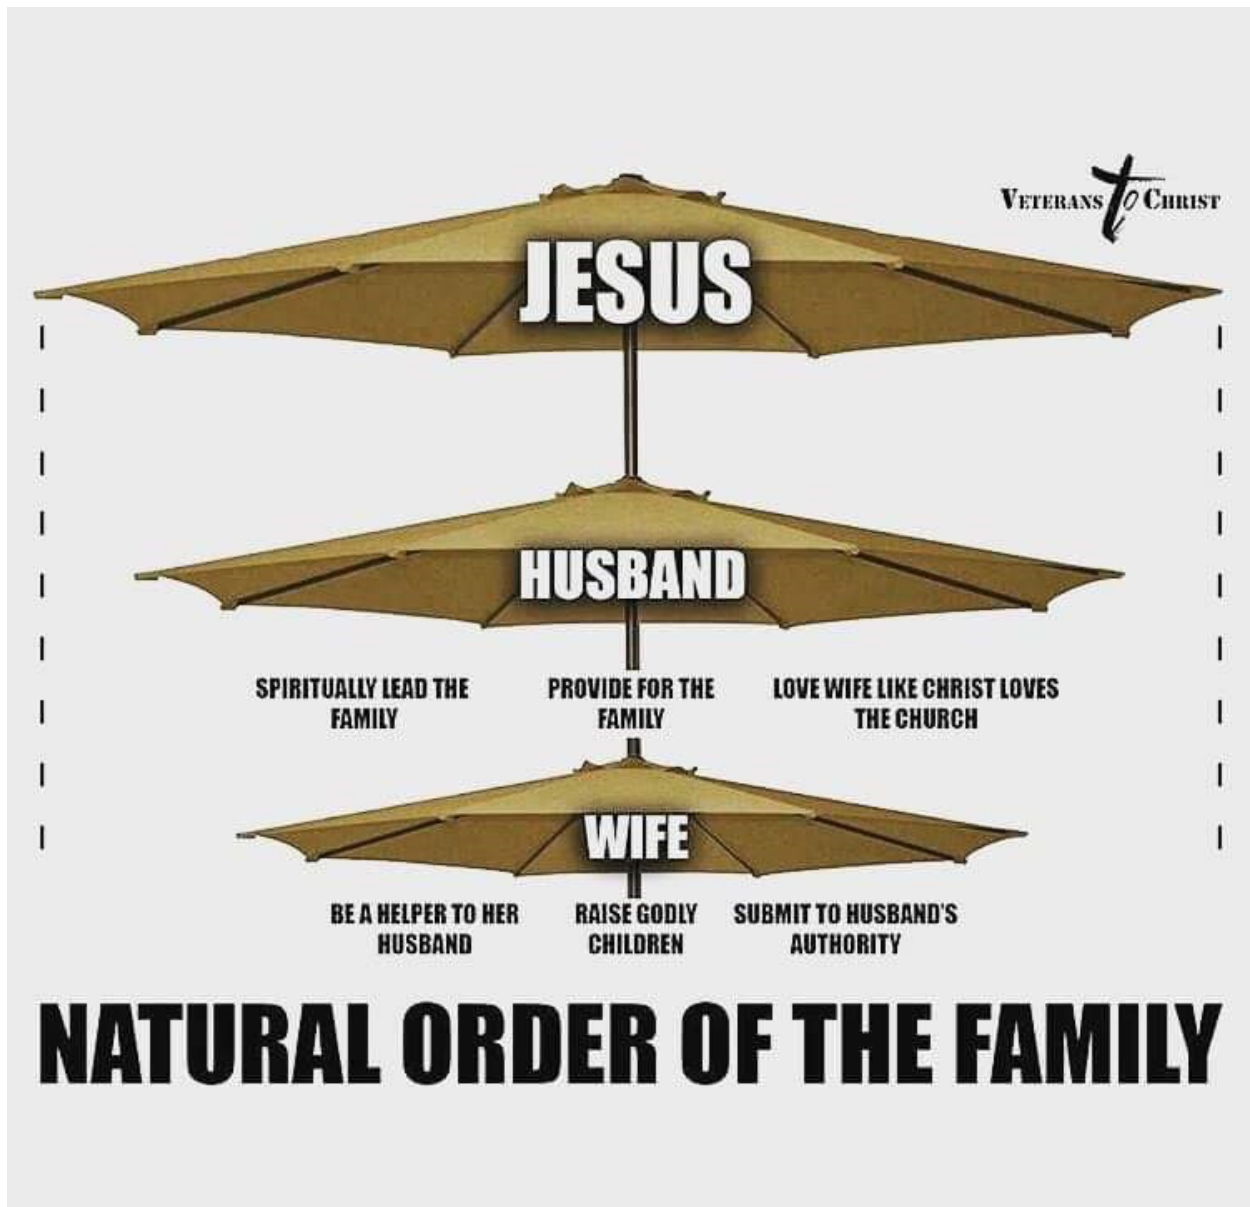 VETERANS TO CHRIST
JESUS
HUSBAND
SPIRITUALLY LEAD THE
FAMILY
PROVIDE FOR THE
FAMILY
LOVE WIFE LIKE CHRIST LOVES
THE CHURCH
WIFE
BE A HELPER TO HER
HUSBAND
RAISE GODLY
CHILDREN
SUBMIT TO HUSBAND'S
AUTHORITY
NATURAL ORDER OF THE FAMILY